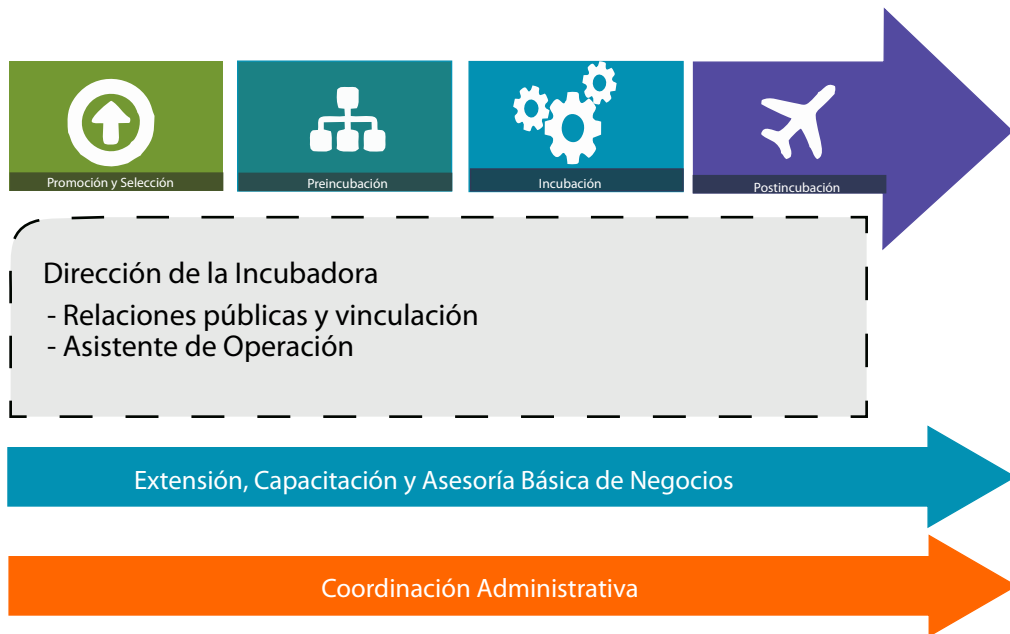 Promoción y Selección
Preincubación
Incubación
Postincubación
Dirección de la Incubadora
- Relaciones públicas y vinculación
- Asistente de Operación
Extensión, Capacitación y Asesoría Básica de Negocios
Coordinación Administrativa